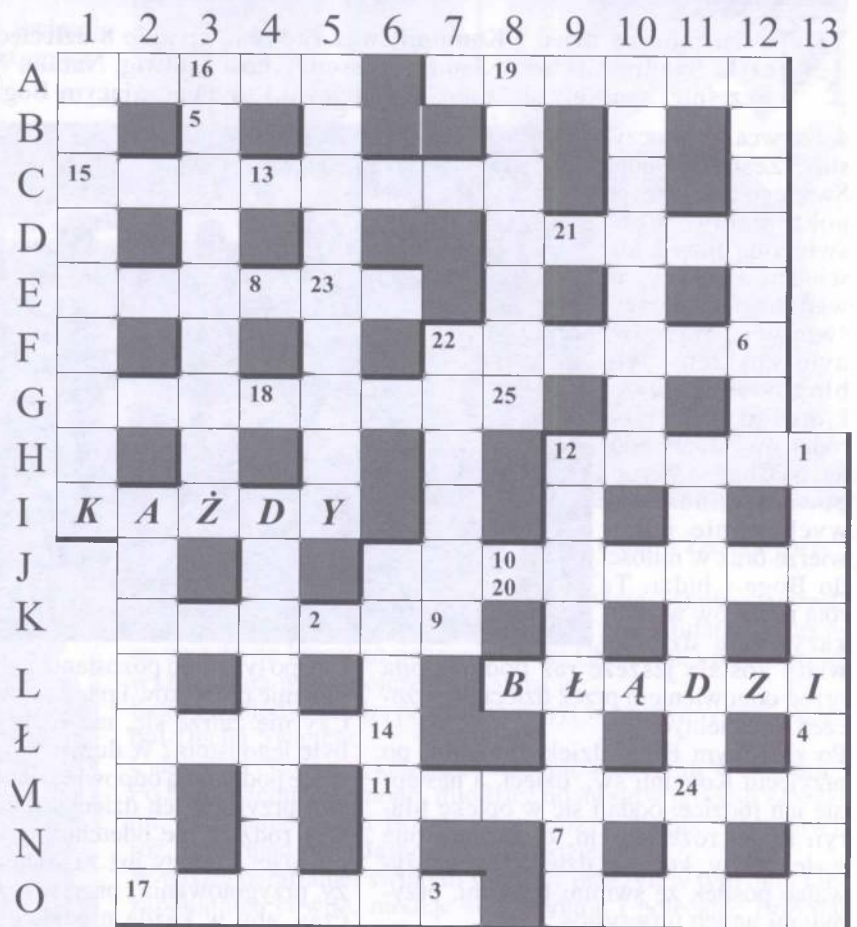 1 2 3 4 5 6 7 8 9 10 11 12 13
A 16 19
B 5
C 15 13
D 21
E 8 23
F 22 6
G 18 25
H 12 1
I K A Ż D Y
J 10 20
K 2 9
L B Ł Ą D Z I
Ł 14 4
M 11 24
N 7
O 17 3